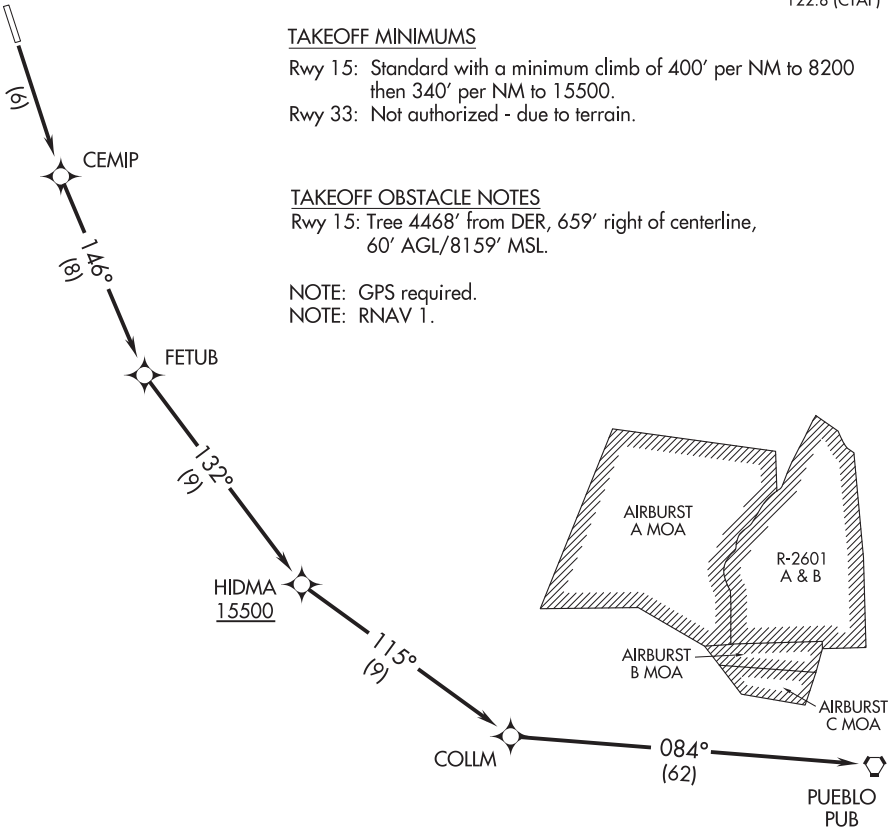 122.8 (CTAF)
TAKEOFF MINIMUMS
Rwy 15: Standard with a minimum climb of 400' per NM to 8200
then 340' per NM to 15500.
Rwy 33: Not authorized - due to terrain.
(6)
CEMIP
TAKEOFF OBSTACLE NOTES
Rwy 15: Tree 4468' from DER, 659' right of centerline,
60' AGL/8159' MSL.
146°
(8)
NOTE: GPS required.
NOTE: RNAV 1.
FETUB
132°
(9)
AIRBURST
A MOA
R-2601
A & B
HIDMA
15500
115°
(9)
AIRBURST
B MOA
AIRBURST
C MOA
COLLM
084°
(62)
PUEBLO
PUB